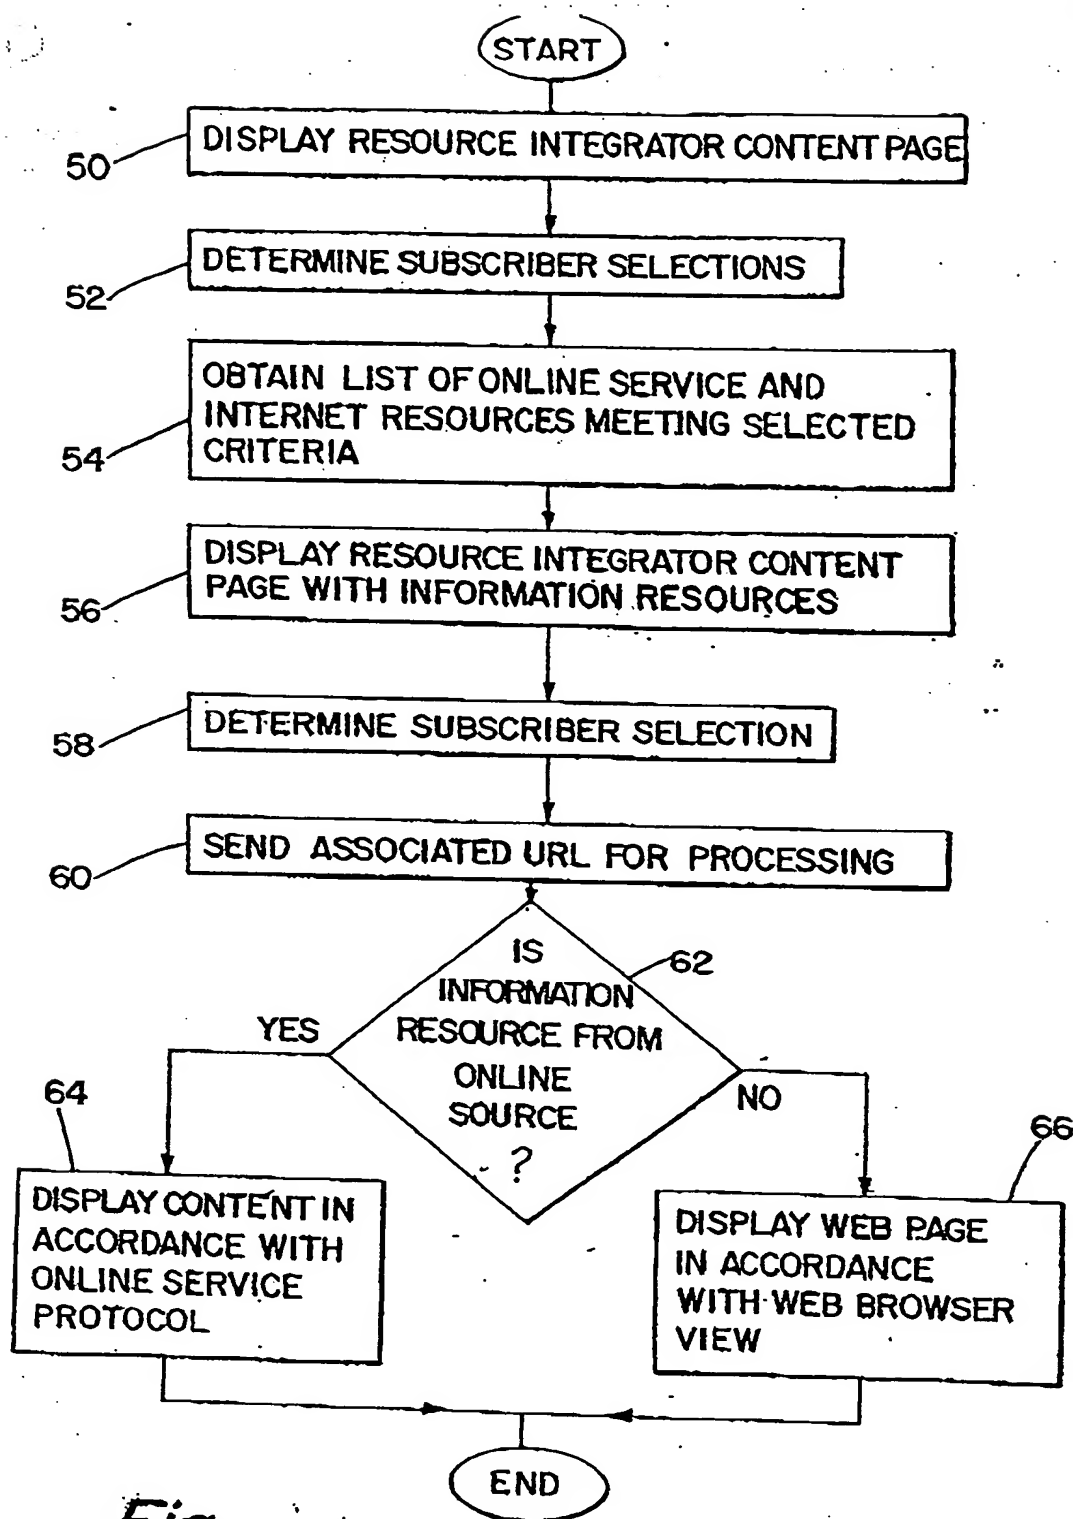 START
DISPLAY RESOURCE INTEGRATOR CONTENT PAGE
50
DETERMINE SUBSCRIBER SELECTIONS
52
OBTAIN LIST OF ONLINE SERVICE AND
INTERNET RESOURCES MEETING SELECTED
CRITERIA
54
DISPLAY RESOURCE INTEGRATOR CONTENT
PAGE WITH INFORMATION RESOURCES
56
DETERMINE SUBSCRIBER SELECTION
58
SEND ASSOCIATED URL FOR PROCESSING
60
IS
INFORMATION
RESOURCE FROM
ONLINE
SOURCE
?
62
YES
NO
64
66
DISPLAY CONTENT IN
ACCORDANCE WITH
ONLINE SERVICE
PROTOCOL
DISPLAY WEB PAGE
IN ACCORDANCE
WITH WEB BROWSER
VIEW
END